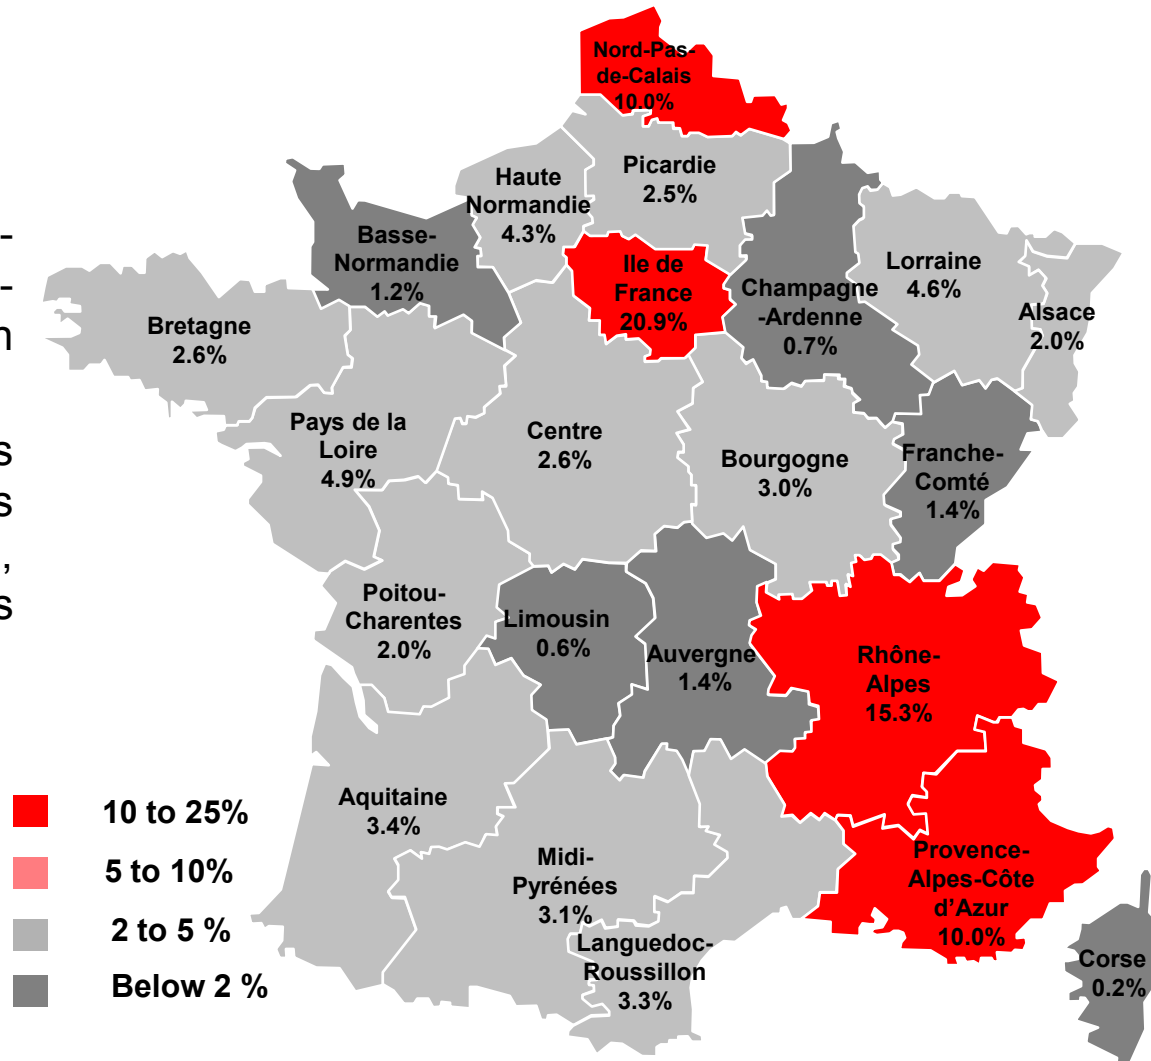 Nord-Pas-
de-Calais
10.0%
Picardie
2.5%
Haute
Normandie
4.3%
Basse-
Normandie
1.2%
Ile de
France
20.9%
Champagne
-Ardenne
0.7%
Lorraine
4.6%
Alsace
2.0%
Bretagne
2.6%
Pays de la
Loire
4.9%
Centre
2.6%
Bourgogne
3.0%
Franche-
Comté
1.4%
Poitou-
Charentes
2.0%
Limousin
0.6%
Auvergne
1.4%
Rhône-
Alpes
15.3%
Aquitaine
3.4%
Midi-
Pyrénées
3.1%
Languedoc-
Roussillon
3.3%
Provence-
Alpes-Côte
d’Azur
10.0%
Corse
0.2%
10 to 25%
5 to 10%
2 to 5 %
Below 2 %